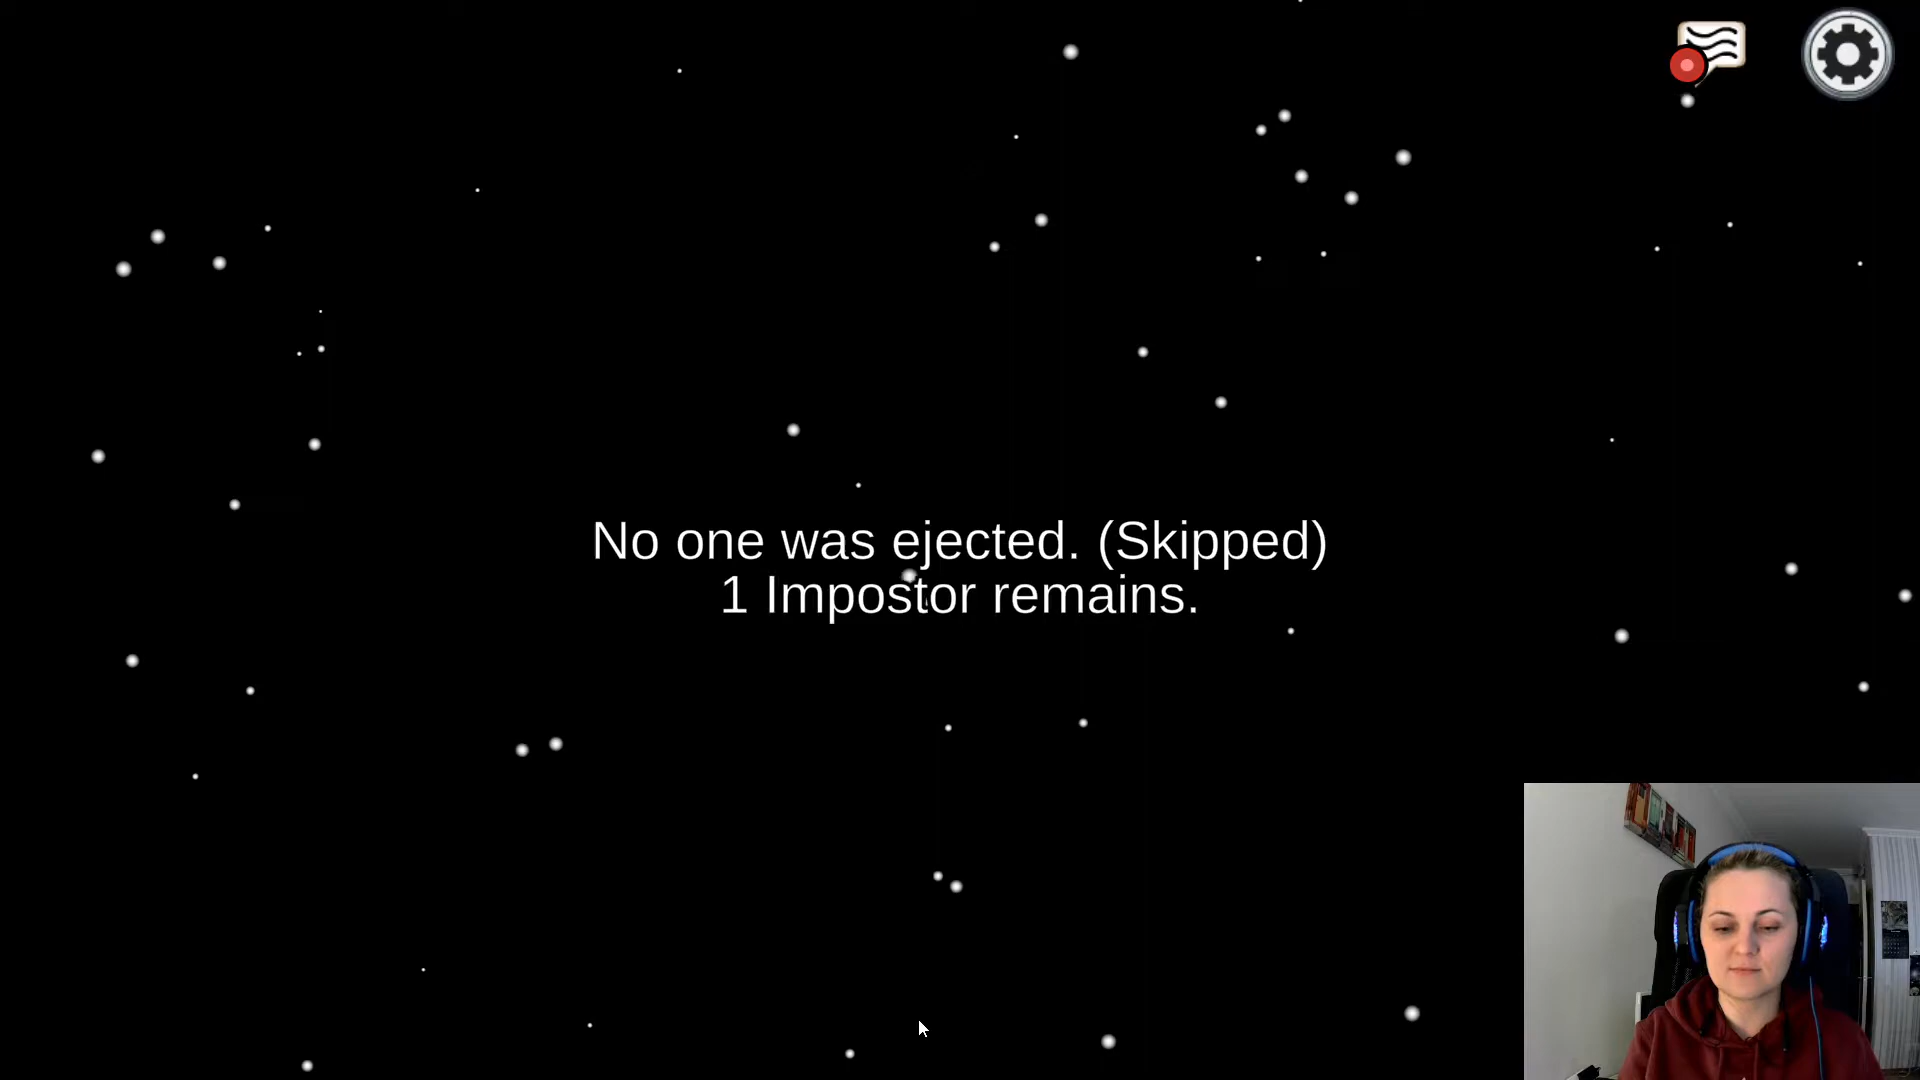 No one was ejected. (Skipped)
1 Impostor remains.